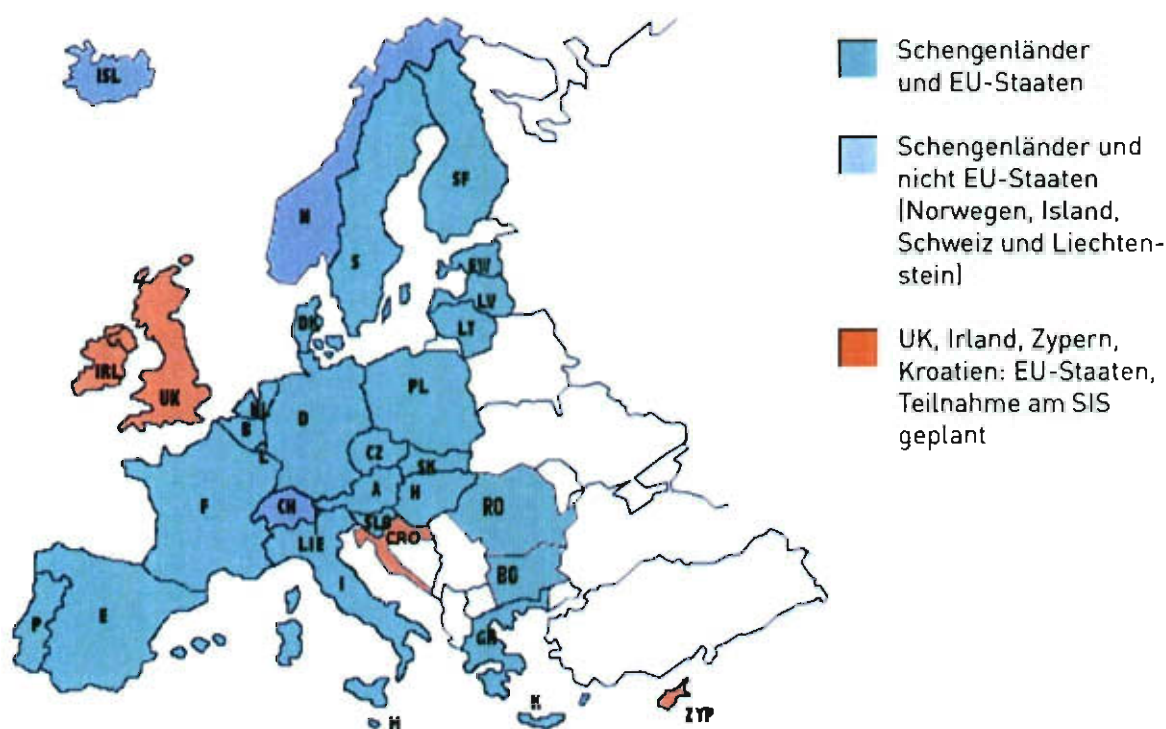 ISL
SF
N
S
EW
LV
LT
DK
IRL
UK
NL
B
D
PL
L
CZ
SK
F
A
H
CH
RO
SLO
CRO
LIE
BG
I
P
E
GR
K
M
ZYP
Schengenländer
und EU-Staaten
Schengenländer und
nicht EU-Staaten
(Norwegen, Island,
Schweiz und Liechten-
stein)
UK, Irland, Zypern,
Kroatien: EU-Staaten,
Teilnahme am SIS
geplant